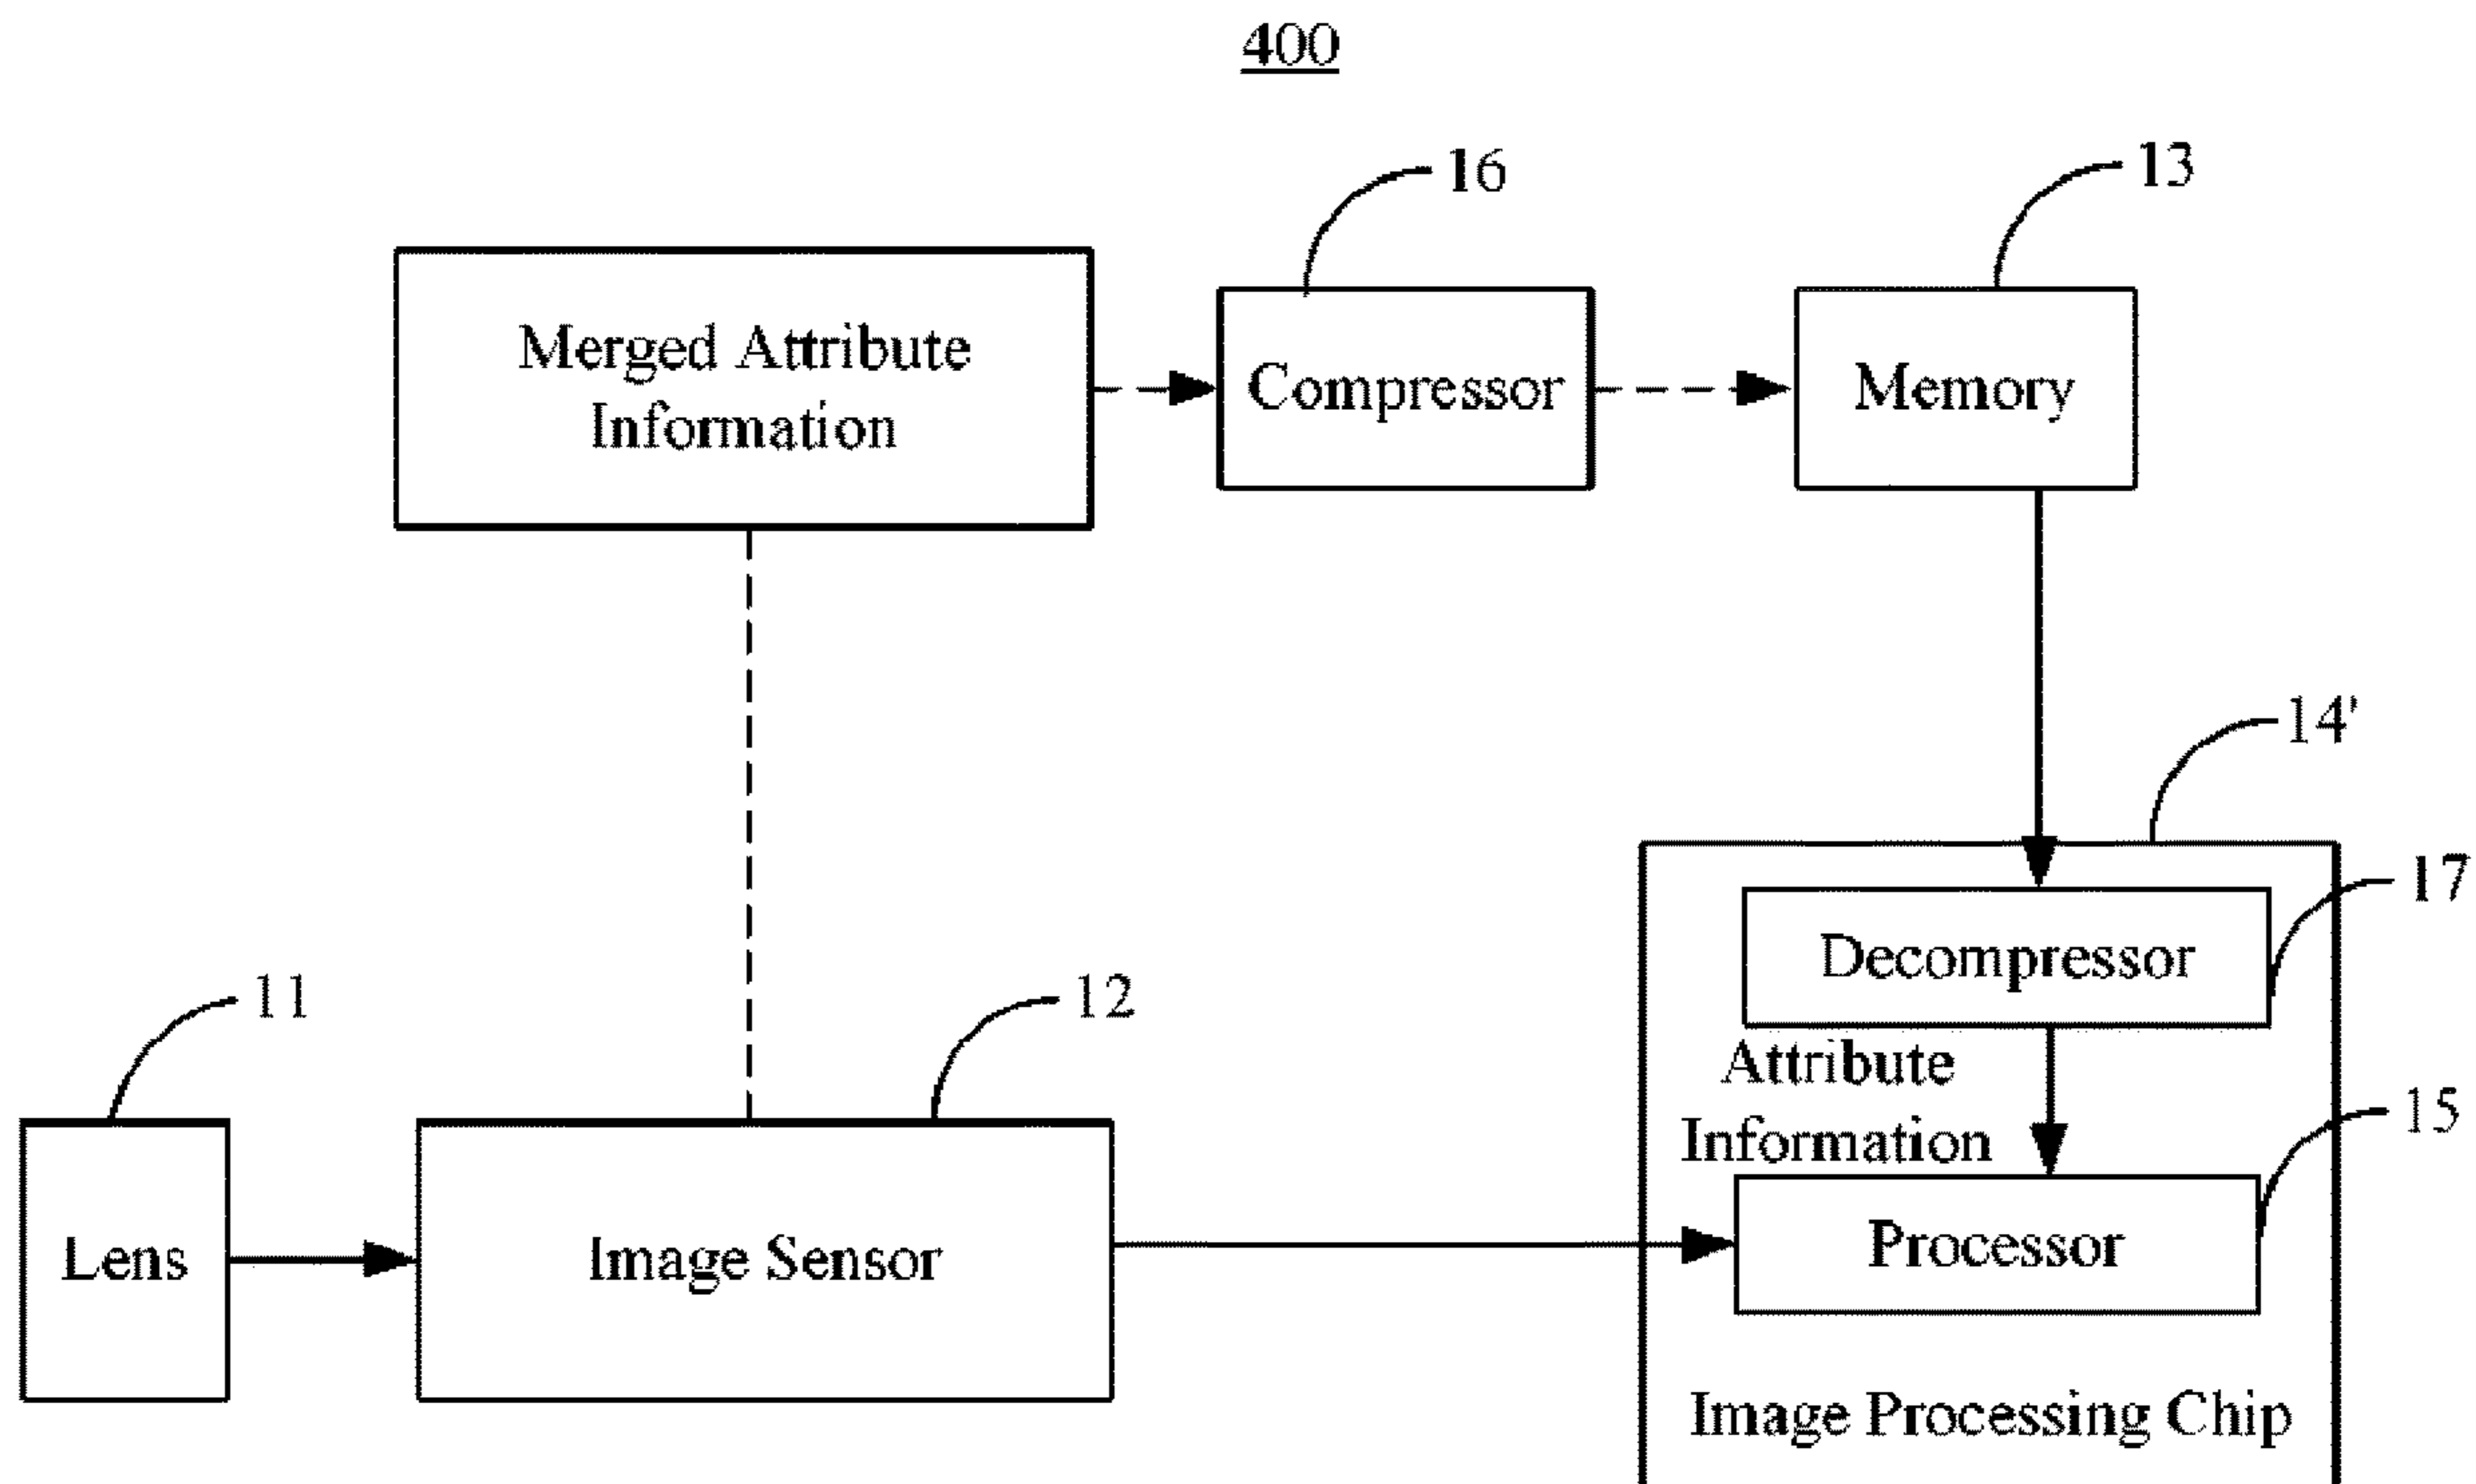 400
16
13
Merged Attribute
Information
Compressor
Memory
14'
17
Decompressor
11
12
Attribute
Information
15
Lens
Image Sensor
Processor
Image Processing Chip